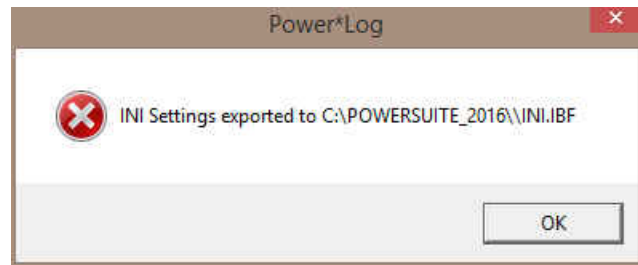 Power*Log
INI Settings exported to C:\POWERSUITE_2016\\INI.IBF
OK